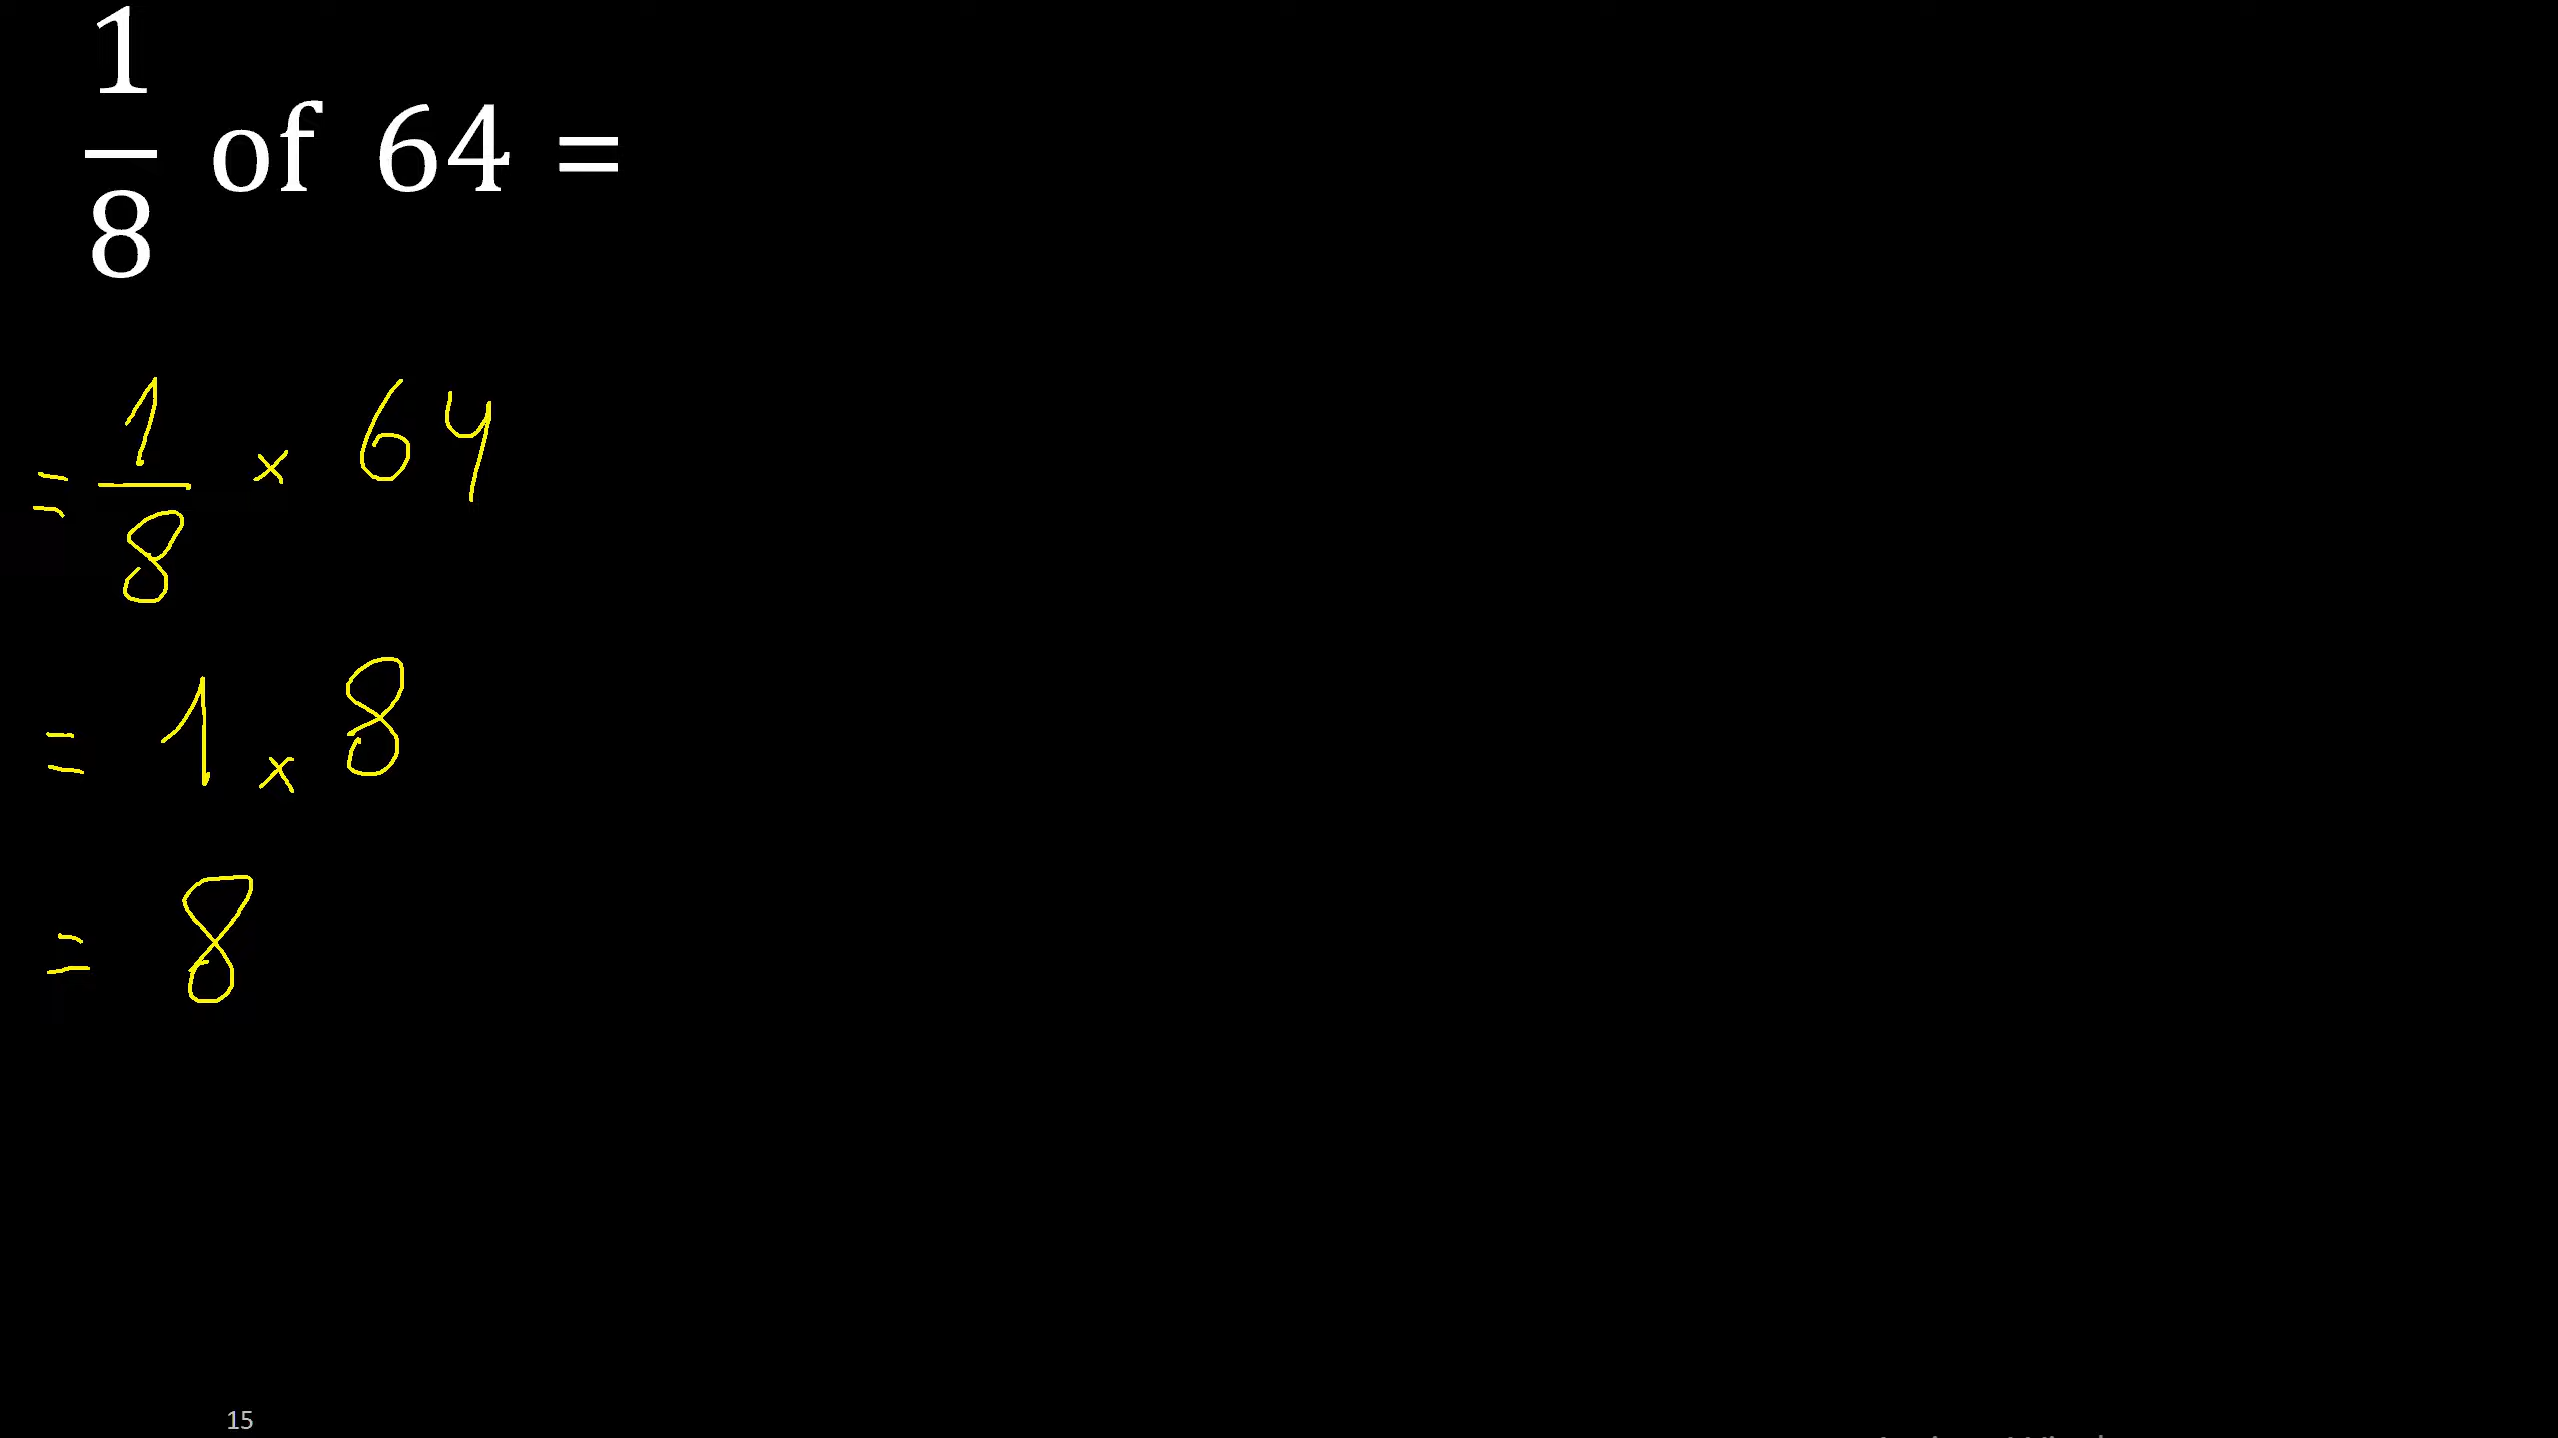 1/8 of 64 =
= 1/8 × 64
= 1 × 8
= 8
15